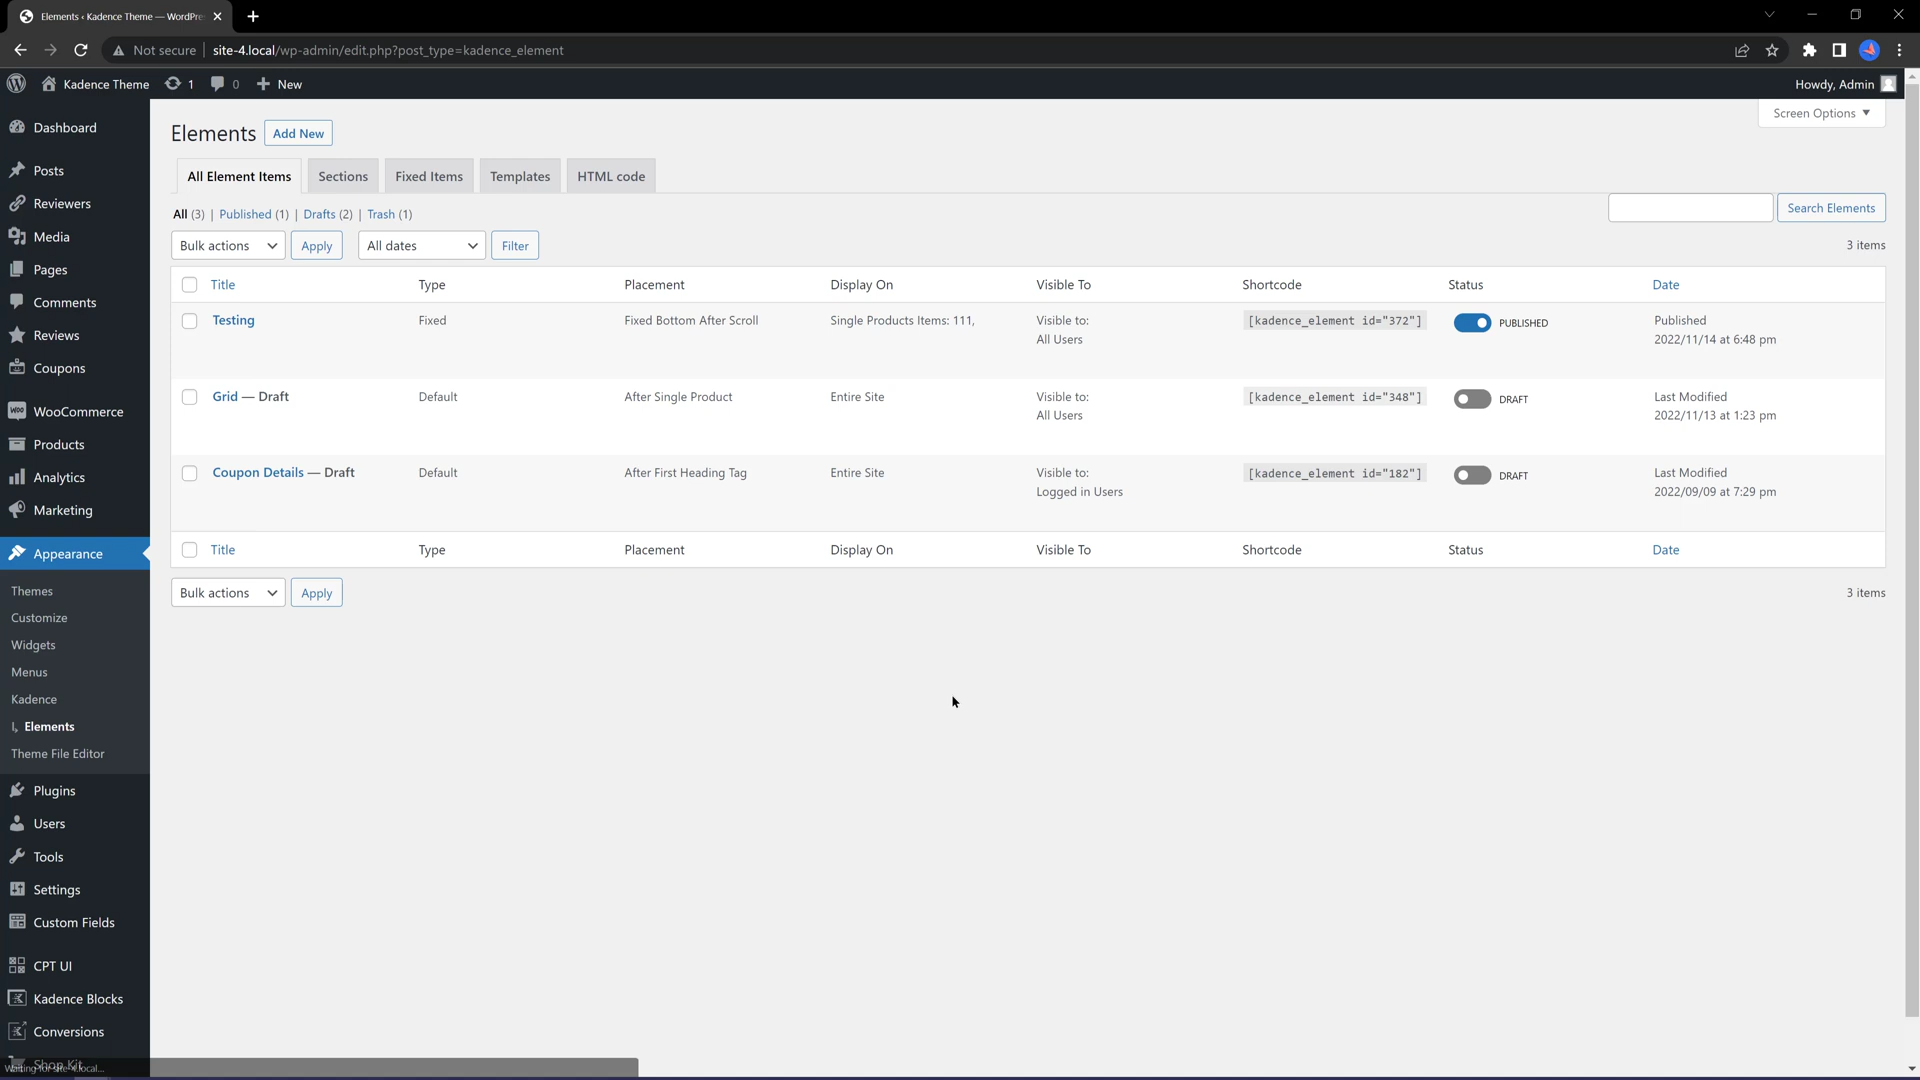 Elements ‹ Kadence Theme — WordPre
Not secure | site-4.local/wp-admin/edit.php?post_type=kadence_element
Kadence Theme 1 0 New
Howdy, Admin
Screen Options
Dashboard
Posts
Reviewers
Media
Pages
Comments
Reviews
Coupons
WooCommerce
Products
Analytics
Marketing
Appearance
Themes
Customize
Widgets
Menus
Kadence
Elements
Theme File Editor
Plugins
Users
Tools
Settings
Custom Fields
CPT UI
Kadence Blocks
Conversions
Shop Kit
Waiting for site-4.local...
Elements Add New
All Element Items Sections Fixed Items Templates HTML code
All (3) | Published (1) | Drafts (2) | Trash (1)
Search Elements
Bulk actions Apply All dates Filter
3 items
Title Type Placement Display On Visible To Shortcode Status Date
Testing Fixed Fixed Bottom After Scroll Single Products Items: 111, Visible to: [kadence_element id="372"] PUBLISHED Published
All Users 2022/11/14 at 6:48 pm
Grid — Draft Default After Single Product Entire Site Visible to: [kadence_element id="348"] DRAFT Last Modified
All Users 2022/11/13 at 1:23 pm
Coupon Details — Draft Default After First Heading Tag Entire Site Visible to: [kadence_element id="182"] DRAFT Last Modified
Logged in Users 2022/09/09 at 7:29 pm
Title Type Placement Display On Visible To Shortcode Status Date
Bulk actions Apply
3 items